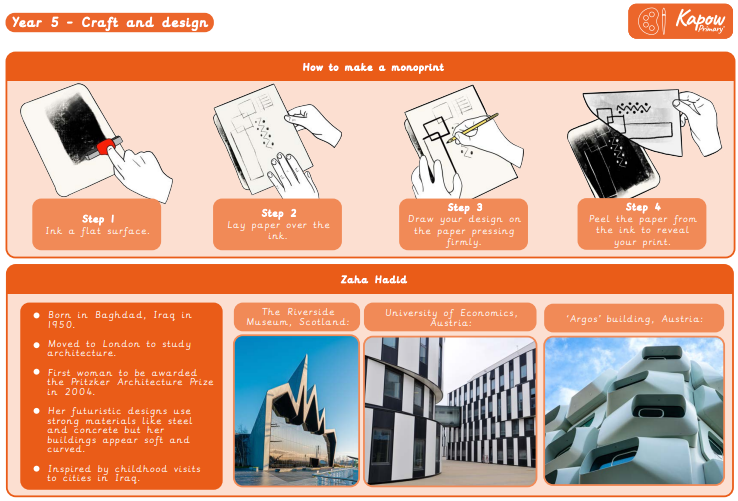 Year 5 - Craft and design
Kapow
Primary
How to make a monoprint
Step 1
Ink a flat surface.
Step 2
Lay paper over the
ink.
Step 3
Draw your design on
the paper pressing
firmly.
Step 4
Peel the paper from
the ink to reveal
your print.
Zaha Hadid
● Born in Baghdad, Iraq in
1950.
● Moved to London to study
architecture.
● First woman to be awarded
the Pritzker Architecture Prize
in 2004.
● Her futuristic designs use
strong materials like steel
and concrete but her
buildings appear soft and
curved.
● Inspired by childhood visits
to cities in Iraq.
The Riverside
Museum, Scotland:
University of Economics,
Austria:
'Argos' building, Austria: